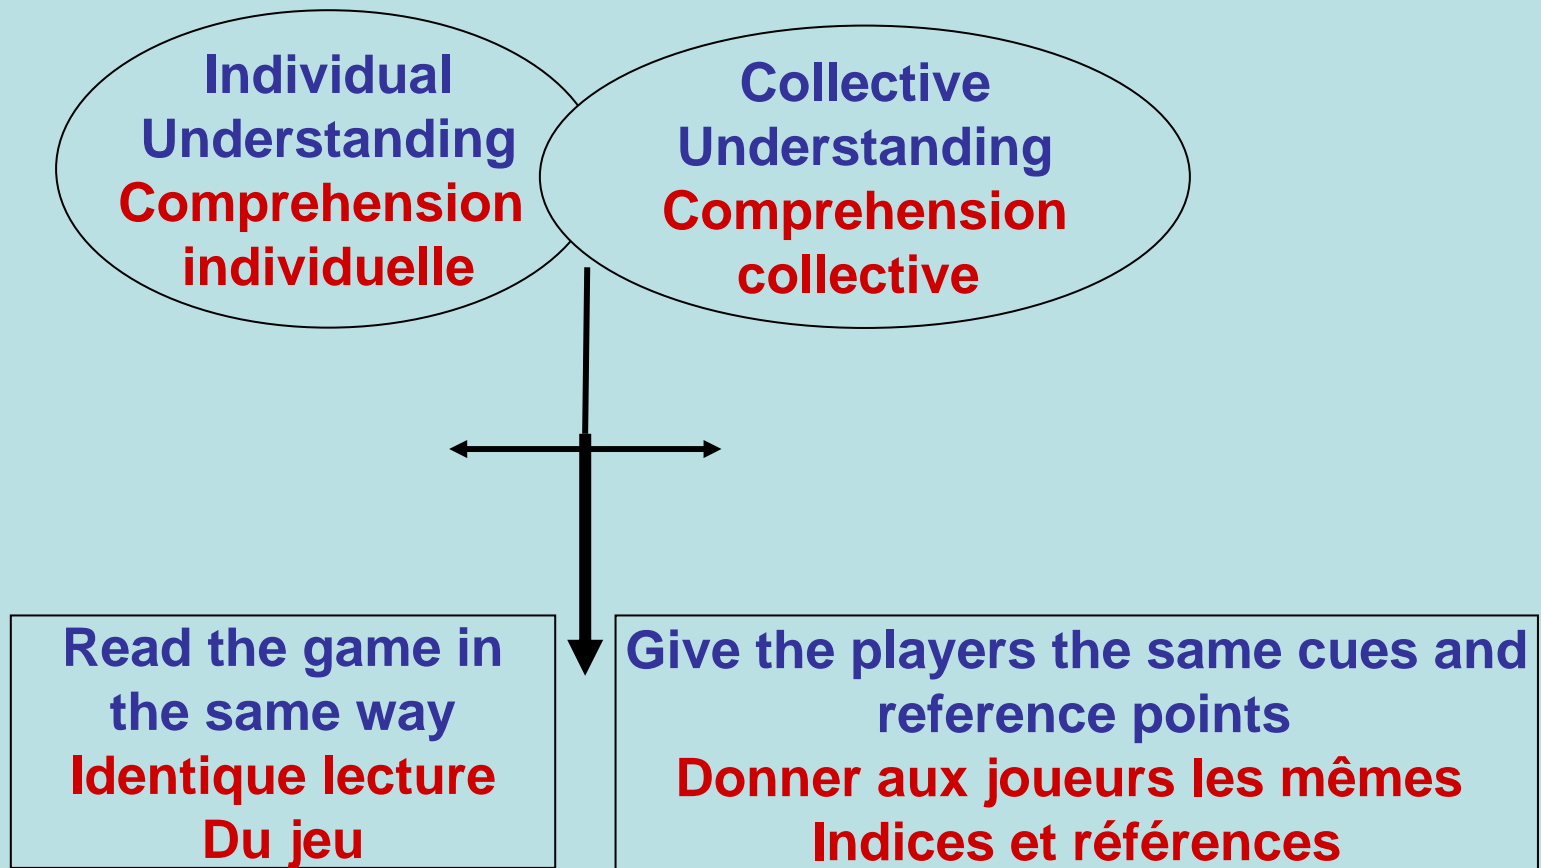 Individual
Understanding
Comprehension
individuelle
Collective
Understanding
Comprehension
collective
Read the game in
the same way
Identique lecture
Du jeu
Give the players the same cues and
reference points
Donner aux joueurs les mêmes
Indices et références